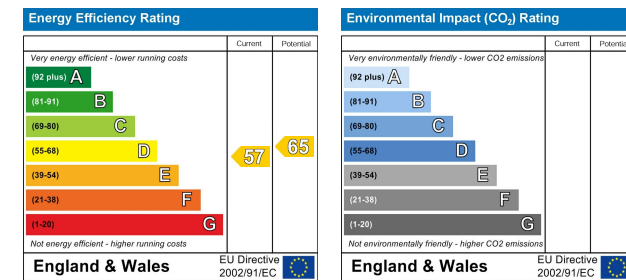 Energy Efficiency Rating
Current Potential
Very energy efficient - lower running costs
(92 plus) A
(81-91) B
(69-80) C
(55-68) D
(39-54) E
(21-38) F
(1-20) G
57
65
Not energy efficient - higher running costs
England & Wales
EU Directive
2002/91/EC
Environmental Impact (CO₂) Rating
Current Potential
Very environmentally friendly - lower CO2 emissions
(92 plus) A
(81-91) B
(69-80) C
(55-68) D
(39-54) E
(21-38) F
(1-20) G
Not environmentally friendly - higher CO2 emissions
England & Wales
EU Directive
2002/91/EC